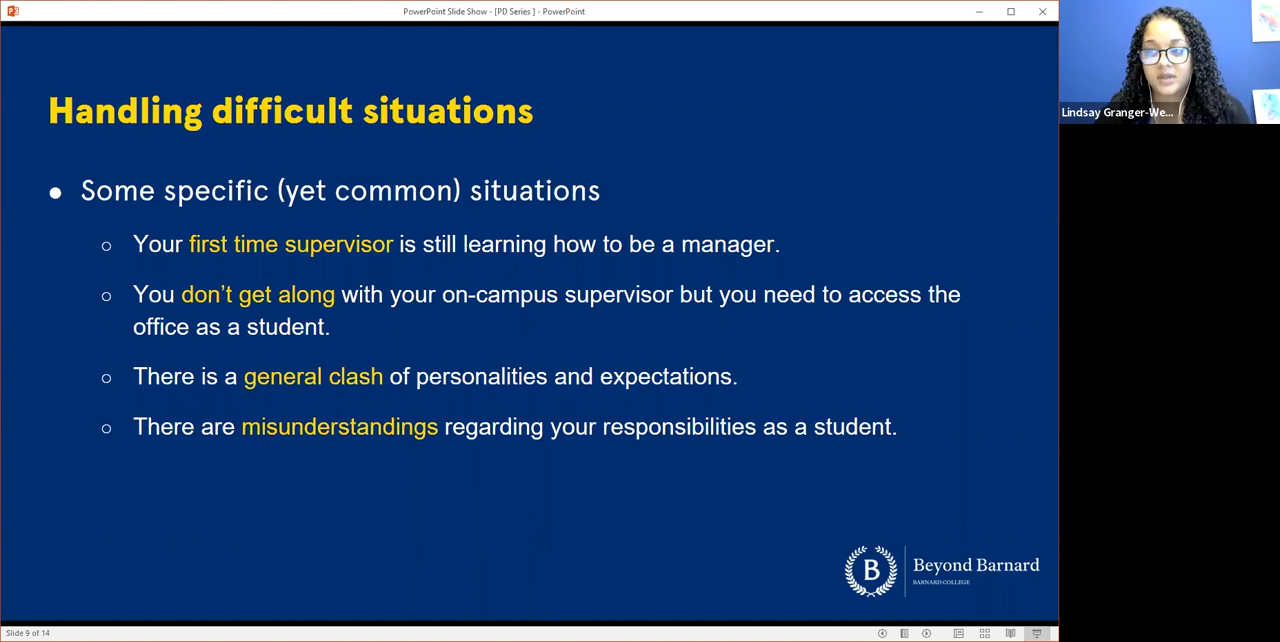 PowerPoint Slide Show - [PD Series ] - PowerPoint
Lindsay Granger-We...
Handling difficult situations
● Some specific (yet common) situations
○ Your first time supervisor is still learning how to be a manager.
○ You don’t get along with your on-campus supervisor but you need to access the
office as a student.
○ There is a general clash of personalities and expectations.
○ There are misunderstandings regarding your responsibilities as a student.
B
Beyond Barnard
BARNARD COLLEGE
Slide 9 of 14